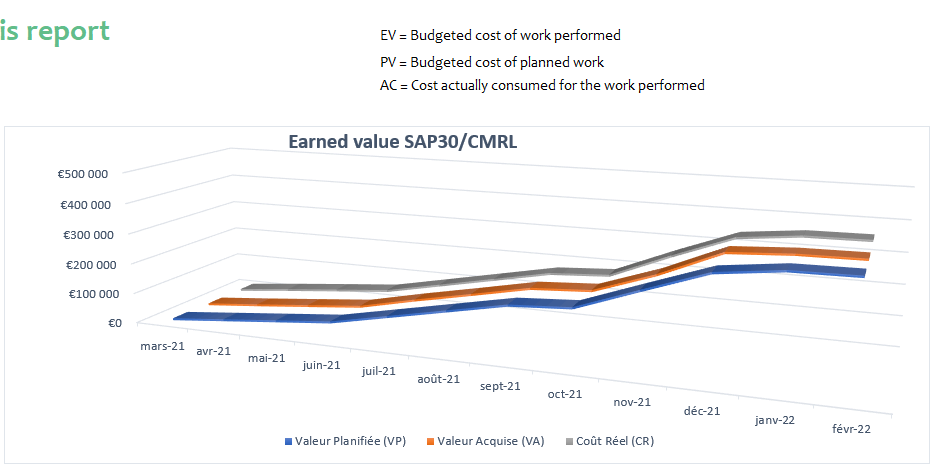 is report
EV = Budgeted cost of work performed
PV = Budgeted cost of planned work
AC = Cost actually consumed for the work performed
Earned value SAP30/CMRL
€500 000
€400 000
€300 000
€200 000
€100 000
€0
mars-21
avr-21
mai-21
juin-21
juil-21
août-21
sept-21
oct-21
nov-21
déc-21
janv-22
févr-22
Valeur Planifiée (VP)
Valeur Acquise (VA)
Coût Réel (CR)